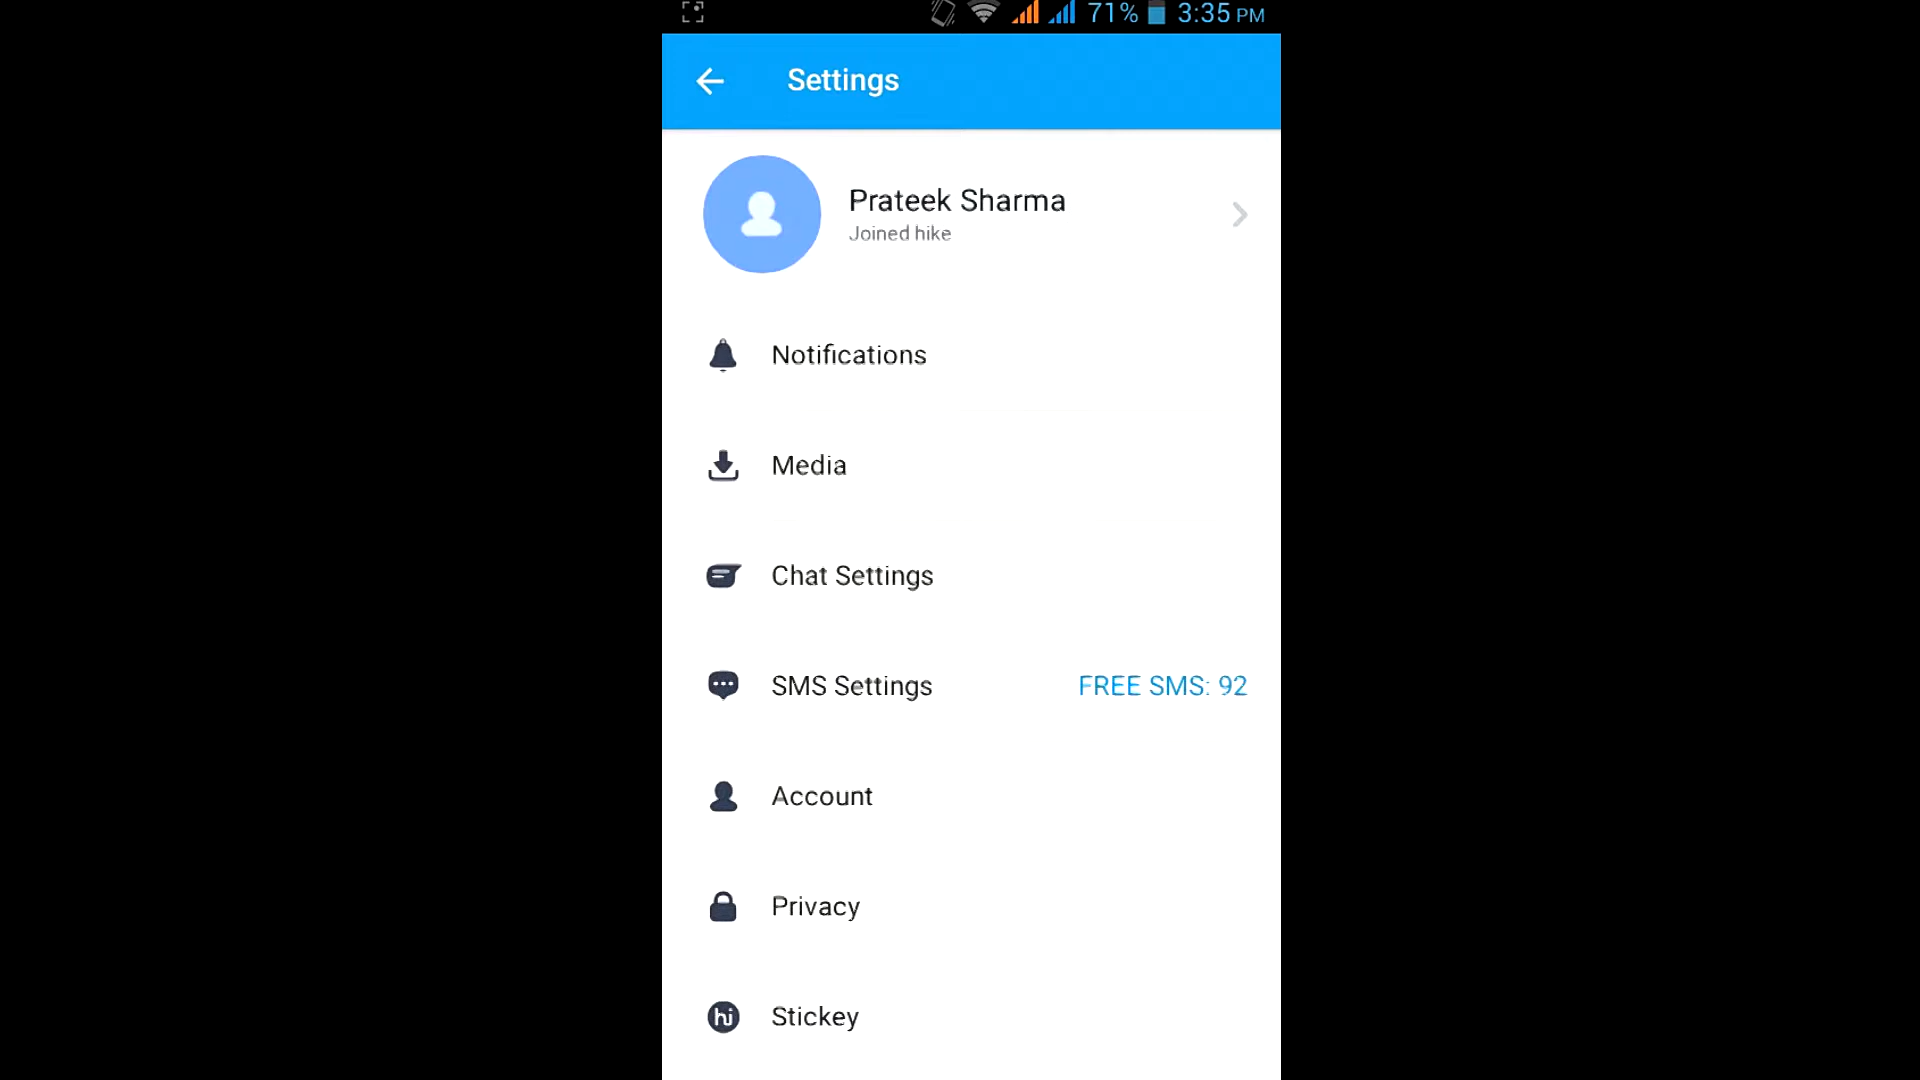 71% 3:35 PM
Settings
Prateek Sharma
Joined hike
Notifications
Media
Chat Settings
SMS Settings FREE SMS: 92
Account
Privacy
hi Stickey